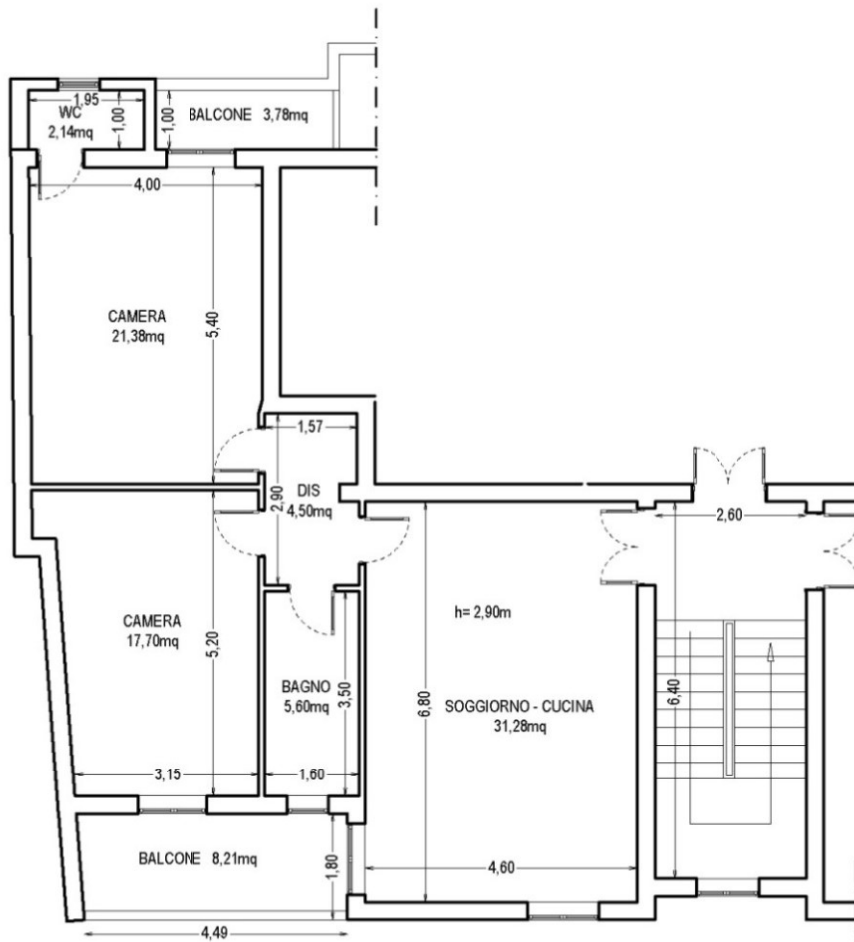 1,95
WC
2,14mq
1,00
1,00
BALCONE 3,78mq
4,00
CAMERA
21,38mq
5,40
1,57
DIS
4,50mq
2,90
2,60
CAMERA
17,70mq
5,20
h= 2,90m
BAGNO
5,60mq
3,50
6,80
SOGGIORNO - CUCINA
31,28mq
6,40
3,15
1,60
BALCONE 8,21mq
1,80
4,60
4,49